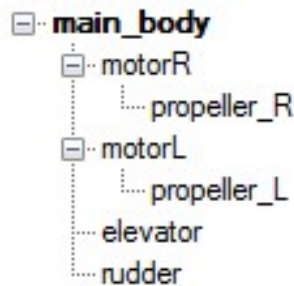 main_body
motorR
propeller_R
motorL
propeller_L
elevator
rudder